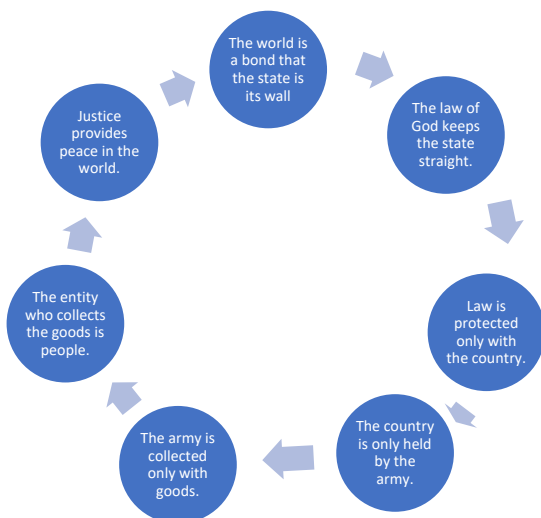 The world is
a bond that
the state is
its wall
The law of
God keeps
the state
straight.
Law is
protected
only with
the country.
The country
is only held
by the
army.
The army is
collected
only with
goods.
The entity
who collects
the goods is
people.
Justice
provides
peace in the
world.